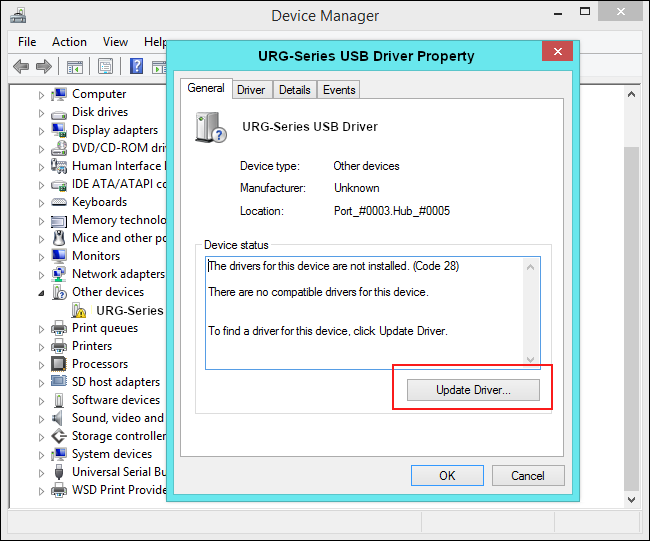 Device Manager
File Action View Help
URG-Series USB Driver Property
General Driver Details Events
URG-Series USB Driver
Device type: Other devices
Manufacturer: Unknown
Location: Port_#0003.Hub_#0005
Device status
The drivers for this device are not installed. (Code 28)
There are no compatible drivers for this device.
To find a driver for this device, click Update Driver.
Update Driver...
OK Cancel
Computer
Disk drives
Display adapters
DVD/CD-ROM dri
Human Interface
IDE ATA/ATAPI co
Keyboards
Memory technolo
Mice and other po
Monitors
Network adapters
Other devices
URG-Series
Print queues
Printers
Processors
SD host adapters
Software devices
Sound, video and
Storage controller
System devices
Universal Serial Bu
WSD Print Provide